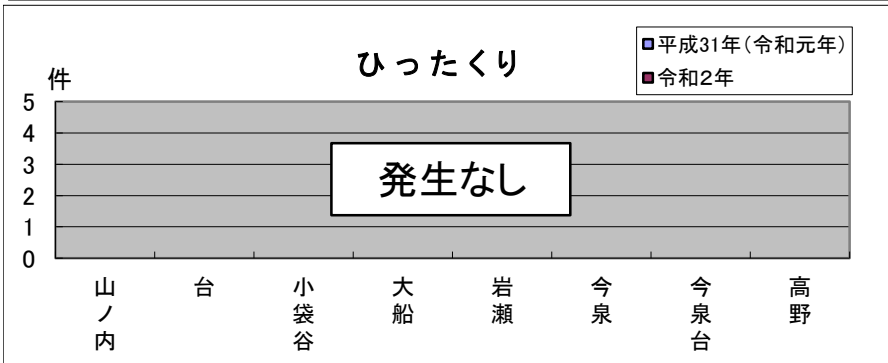 ひったくり
平成31年(令和元年)
令和2年
件
5
4
3
2
1
0
発生なし
山ノ内
台
小袋谷
大船
岩瀬
今泉
今泉台
高野